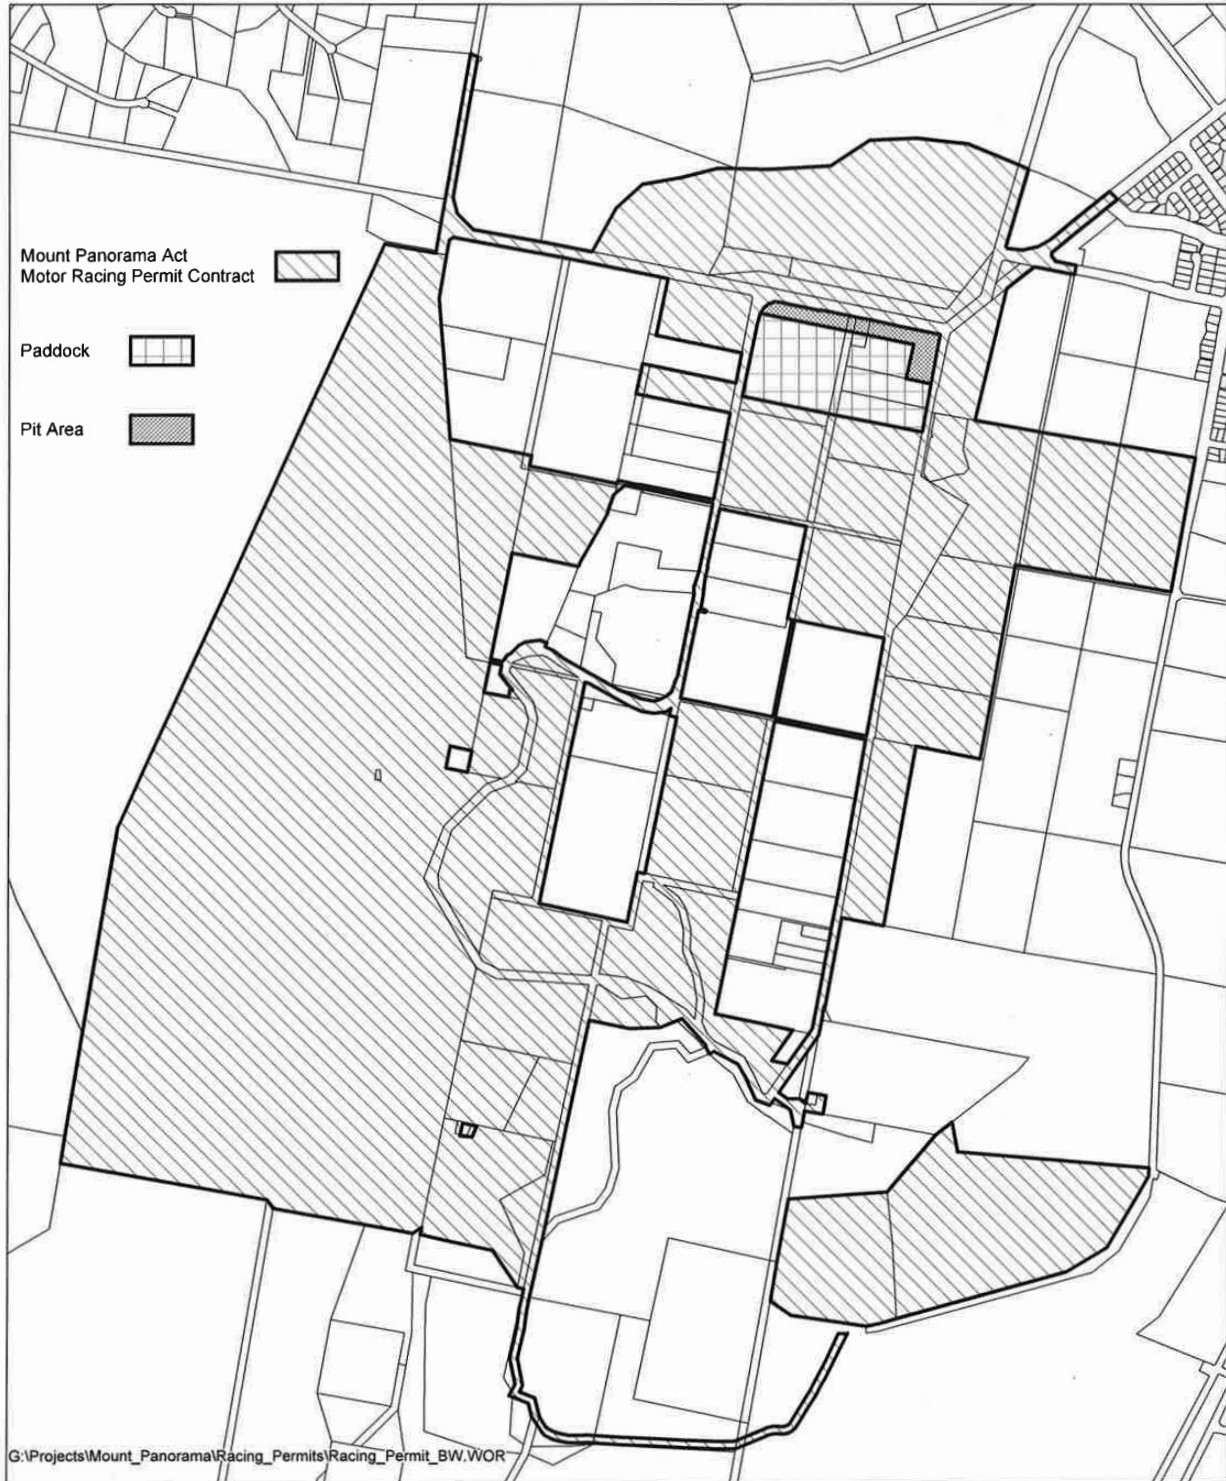 Mount Panorama Act
Motor Racing Permit Contract
Paddock
Pit Area
G:\Projects\Mount_Panorama\Racing_Permits\Racing_Permit_BW.WOR